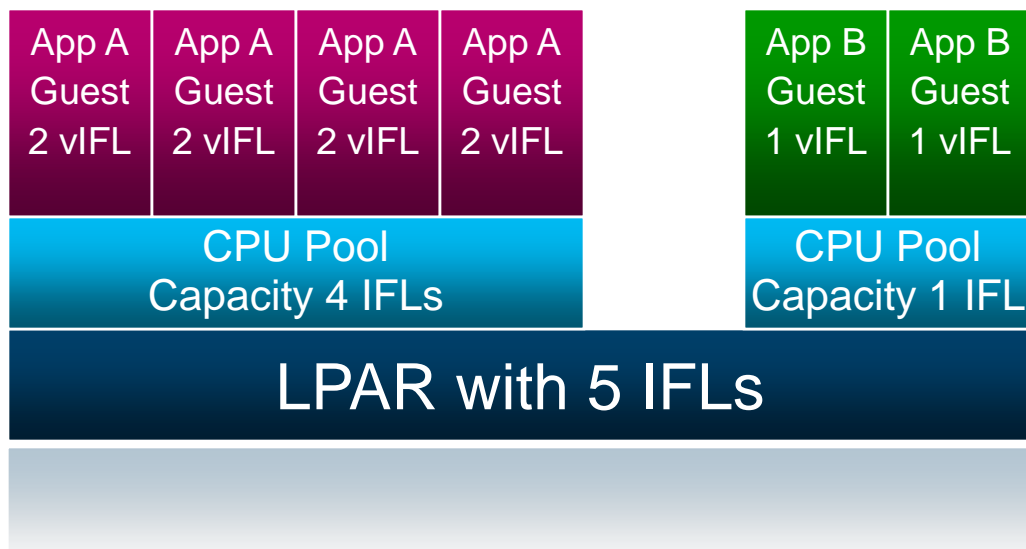 App A
Guest
2 vIFL
App A
Guest
2 vIFL
App A
Guest
2 vIFL
App A
Guest
2 vIFL
App B
Guest
1 vIFL
App B
Guest
1 vIFL
CPU Pool
Capacity 4 IFLs
CPU Pool
Capacity 1 IFL
LPAR with 5 IFLs